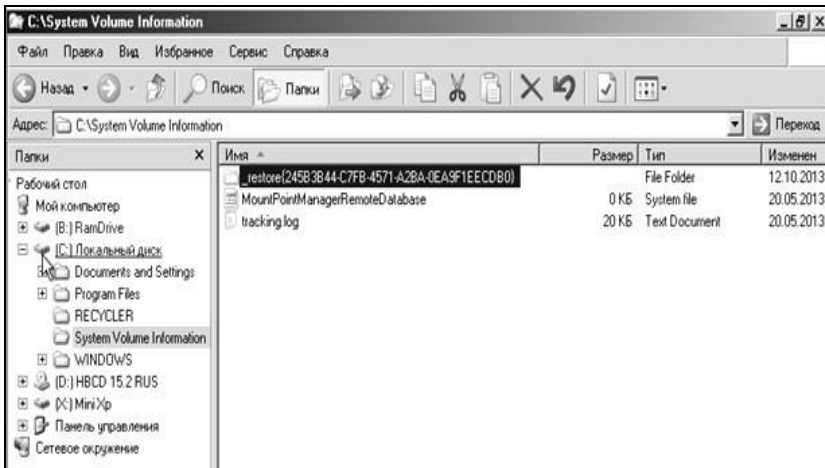 C:\System Volume Information
Файл Правка Вид Избранное Сервис Справка
Назад Поиск Папки
Адрес: C:\System Volume Information Переход
Папки X Имя Размер Тип Изменен
Рабочий стол
Мой компьютер
(B:) RamDrive
(C:) Локальный диск
Documents and Settings
Program Files
RECYCLER
System Volume Information
WINDOWS
(D:) HBCD 15.2 RUS
(X:) MiniXp
Панель управления
Сетевое окружение
_restore{245B3B44-C7FB-4571-A2BA-0EA9F1EECDB0} File Folder 12.10.2013
MountPointManagerRemoteDatabase 0 КБ System file 20.05.2013
tracking.log 20 КБ Text Document 20.05.2013